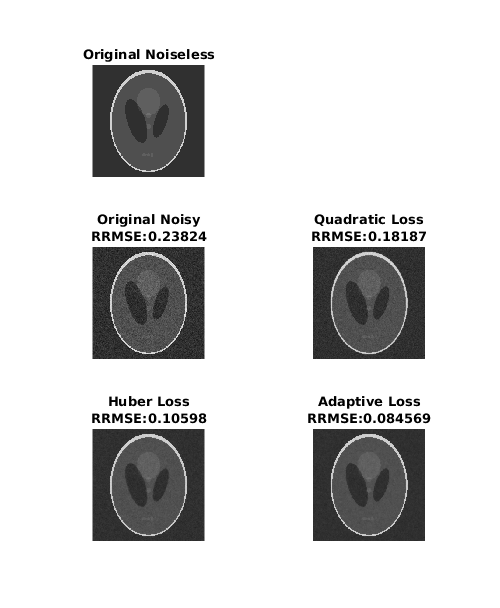 Original Noiseless
Original Noisy
RRMSE:0.23824
Quadratic Loss
RRMSE:0.18187
Huber Loss
RRMSE:0.10598
Adaptive Loss
RRMSE:0.084569